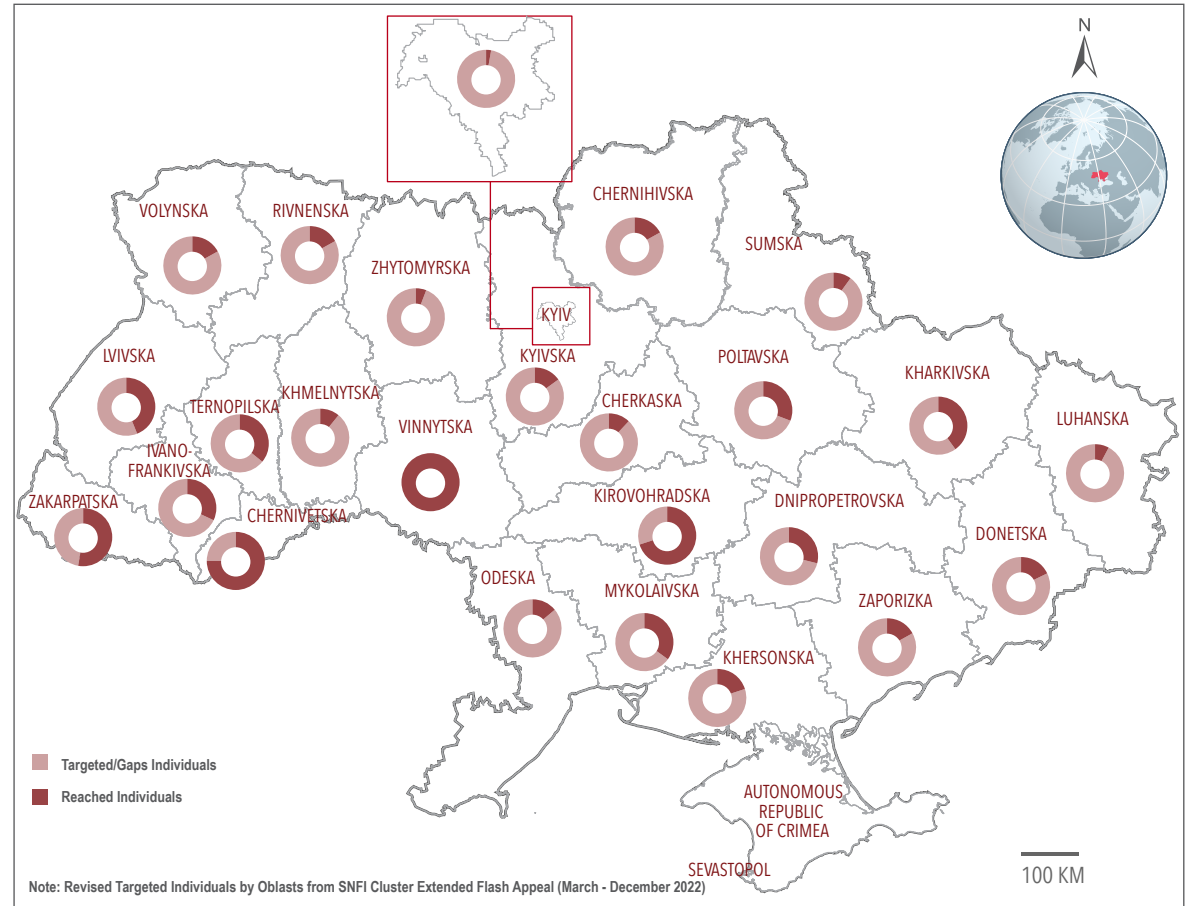 N
CHERNIHIVSKA
VOLYNSKA
RIVNENSKA
SUMSKA
ZHYTOMYRSKA
KYIV
LVIVSKA
KYIVSKA
POLTAVSKA
KHARKIVSKA
KHMELNYTSKA
TERNOPILSKA
CHERKASKA
VINNYTSKA
LUHANSKA
IVANO-
FRANKIVSKA
ZAKARPATSKA
KIROVOHRADSKA
DNIPROPETROVSKA
CHERNIVETSKA
DONETSKA
ODESKA
MYKOLAIVSKA
ZAPORIZKA
KHERSONSKA
Targeted/Gaps Individuals
Reached Individuals
AUTONOMOUS
REPUBLIC
OF CRIMEA
SEVASTOPOL
100 KM
Note: Revised Targeted Individuals by Oblasts from SNFI Cluster Extended Flash Appeal (March - December 2022)